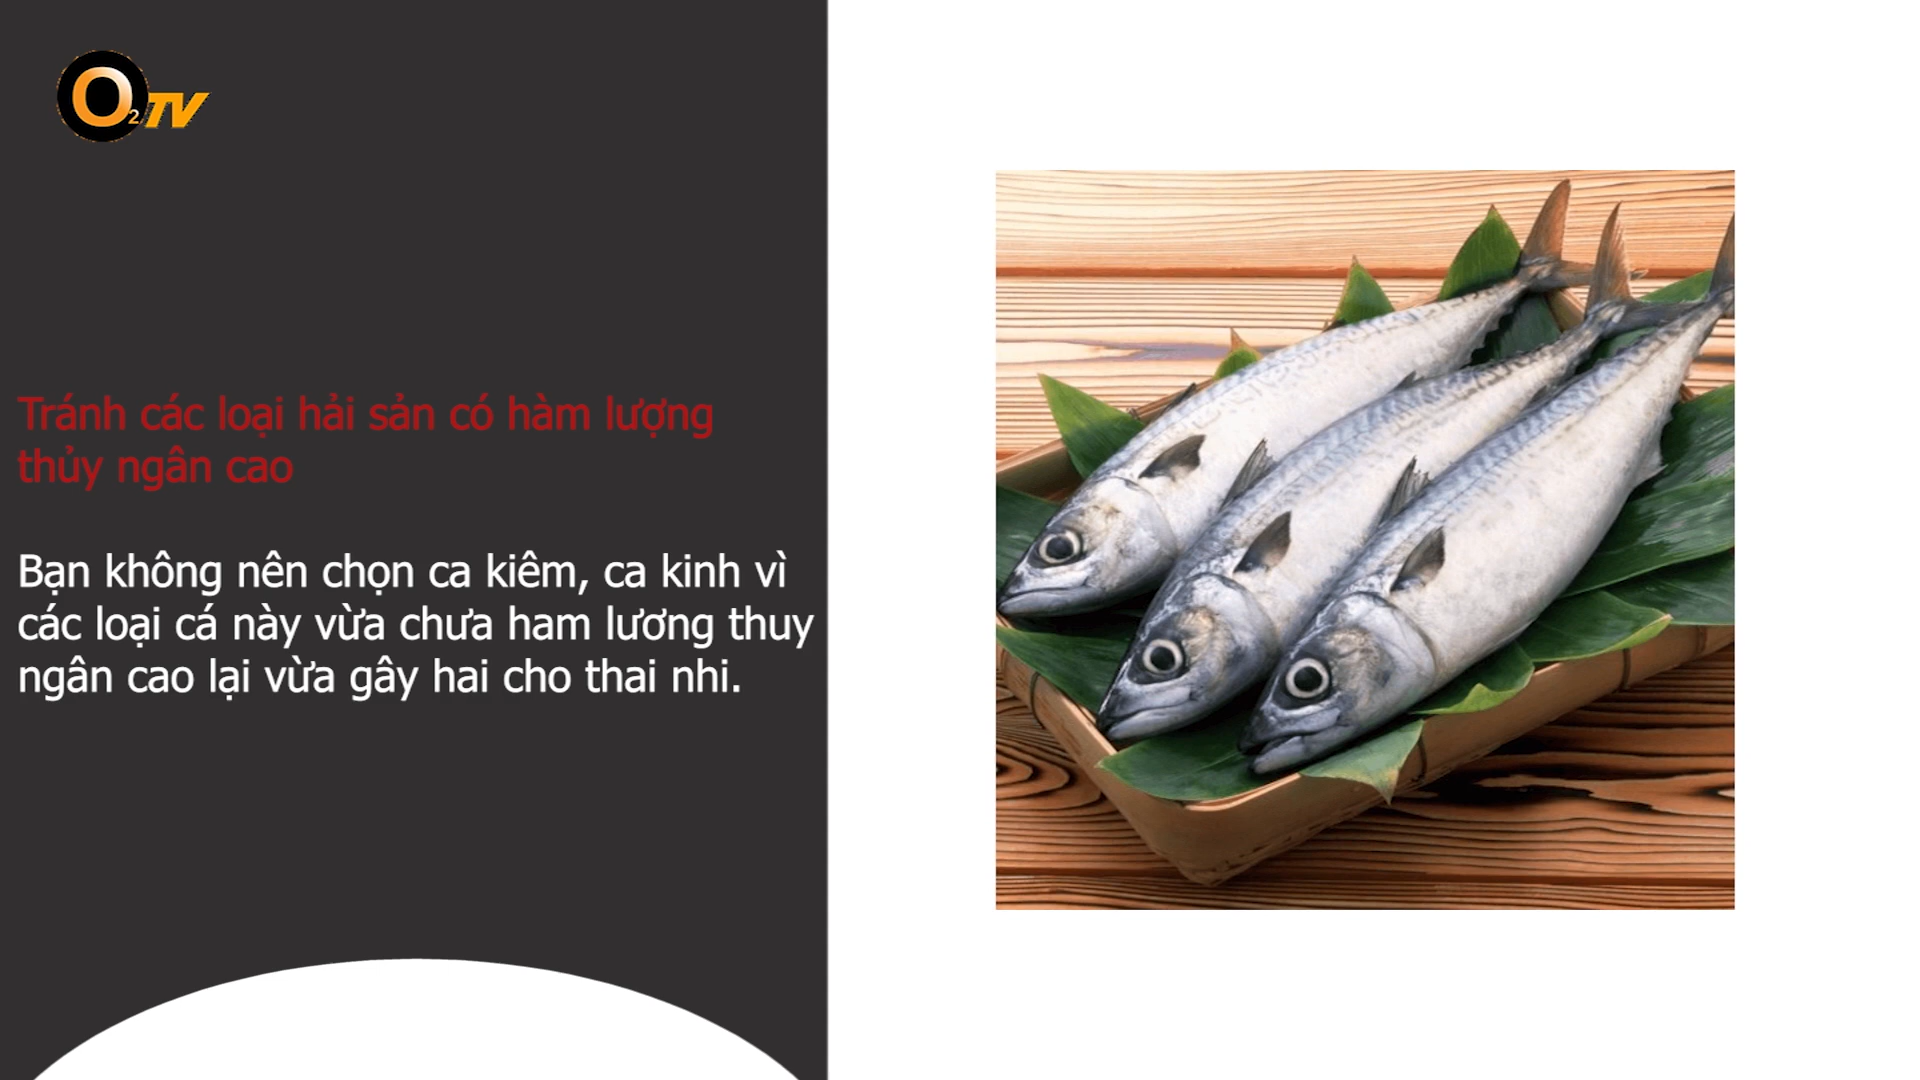 O2TV
Tránh các loại hải sản có hàm lượng
thủy ngân cao
Bạn không nên chọn ca kiêm, ca kinh vì
các loại cá này vừa chưa ham lương thuy
ngân cao lại vừa gây hai cho thai nhi.